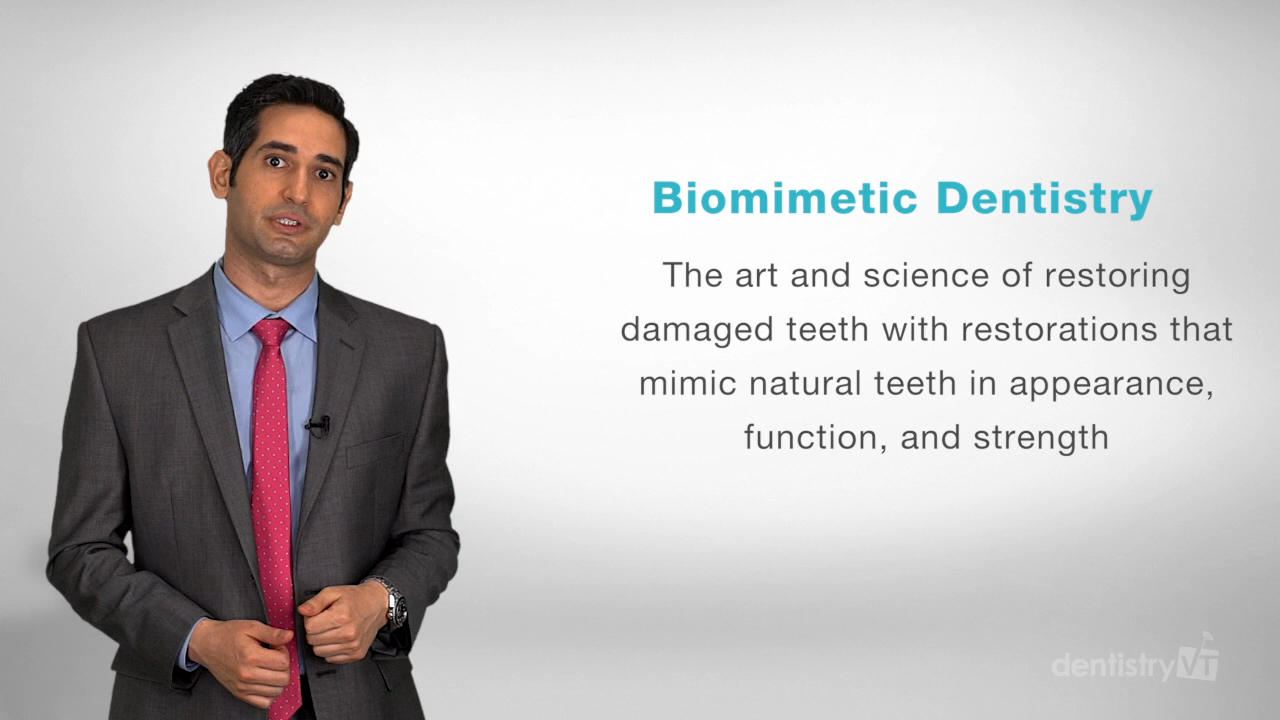 Biomimetic Dentistry
The art and science of restoring
damaged teeth with restorations that
mimic natural teeth in appearance,
function, and strength
dentistryVT